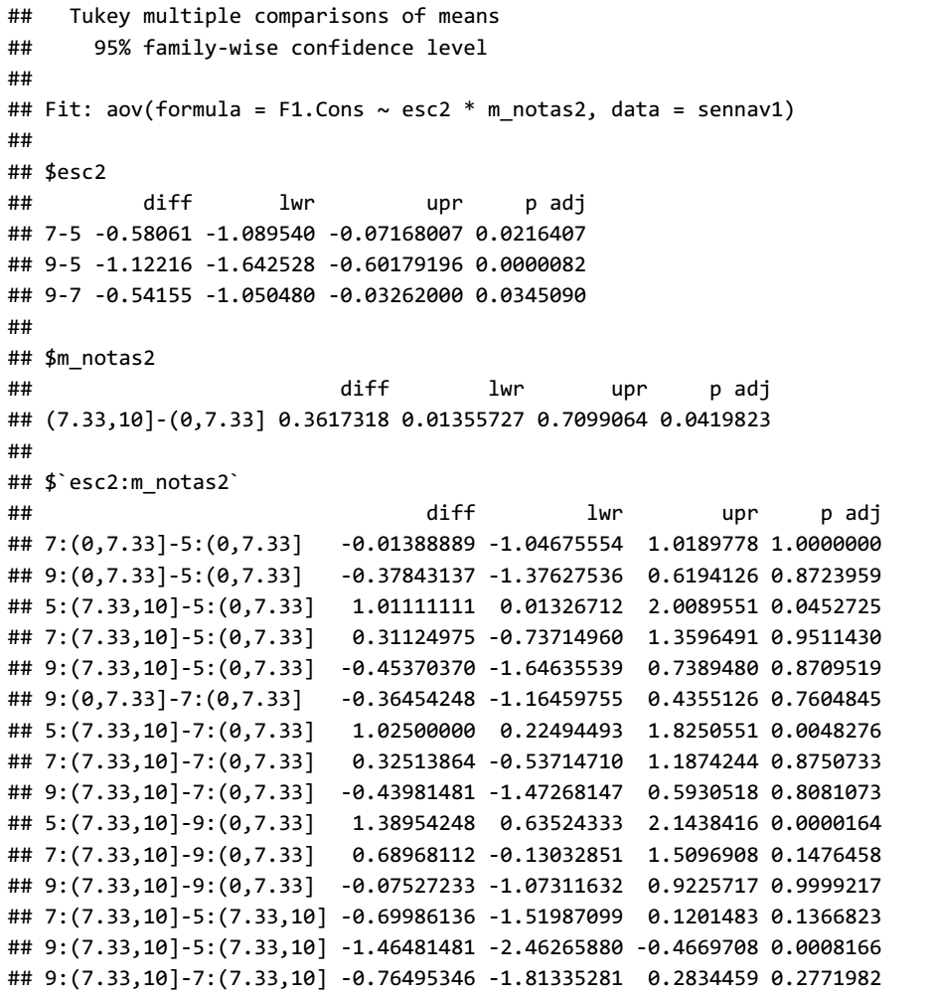 ##   Tukey multiple comparisons of means
##     95% family-wise confidence level
##
## Fit: aov(formula = F1.Cons ~ esc2 * m_notas2, data = sennav1)
##
## $esc2
##         diff       lwr         upr     p adj
## 7-5 -0.58061 -1.089540 -0.07168007 0.0216407
## 9-5 -1.12216 -1.642528 -0.60179196 0.0000082
## 9-7 -0.54155 -1.050480 -0.03262000 0.0345090
##
## $m_notas2
##                        diff        lwr       upr     p adj
## (7.33,10]-(0,7.33] 0.3617318 0.01355727 0.7099064 0.0419823
##
## $`esc2:m_notas2`
##                               diff         lwr        upr     p adj
## 7:(0,7.33]-5:(0,7.33]   -0.01388889 -1.04675554  1.0189778 1.0000000
## 9:(0,7.33]-5:(0,7.33]   -0.37843137 -1.37627536  0.6194126 0.8723959
## 5:(7.33,10]-5:(0,7.33]   1.01111111  0.01326712  2.0089551 0.0452725
## 7:(7.33,10]-5:(0,7.33]   0.31124975 -0.73714960  1.3596491 0.9511430
## 9:(7.33,10]-5:(0,7.33]  -0.45370370 -1.64635539  0.7389480 0.8709519
## 9:(0,7.33]-7:(0,7.33]   -0.36454248 -1.16459755  0.4355126 0.7604845
## 5:(7.33,10]-7:(0,7.33]   1.02500000  0.22494493  1.8250551 0.0048276
## 7:(7.33,10]-7:(0,7.33]   0.32513864 -0.53714710  1.1874244 0.8750733
## 9:(7.33,10]-7:(0,7.33]  -0.43981481 -1.47268147  0.5930518 0.8081073
## 5:(7.33,10]-9:(0,7.33]   1.38954248  0.63524333  2.1438416 0.0000164
## 7:(7.33,10]-9:(0,7.33]   0.68968112 -0.13032851  1.5096908 0.1476458
## 9:(7.33,10]-9:(0,7.33]  -0.07527233 -1.07311632  0.9225717 0.9999217
## 7:(7.33,10]-5:(7.33,10] -0.69986136 -1.51987099  0.1201483 0.1366823
## 9:(7.33,10]-5:(7.33,10] -1.46481481 -2.46265880 -0.4669708 0.0008166
## 9:(7.33,10]-7:(7.33,10] -0.76495346 -1.81335281  0.2834459 0.2771982